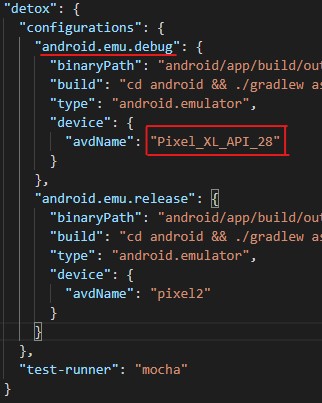 "detox": {
"configurations": {
"android.emu.debug": {
"binaryPath": "android/app/build/ou
"build": "cd android && ./gradlew as
"type": "android.emulator",
"device": {
"avdName": "Pixel_XL_API_28"
}
},
"android.emu.release": {
"binaryPath": "android/app/build/out
"build": "cd android && ./gradlew as
"type": "android.emulator",
"device": {
"avdName": "pixel2"
}
}
},
"test-runner": "mocha"
}